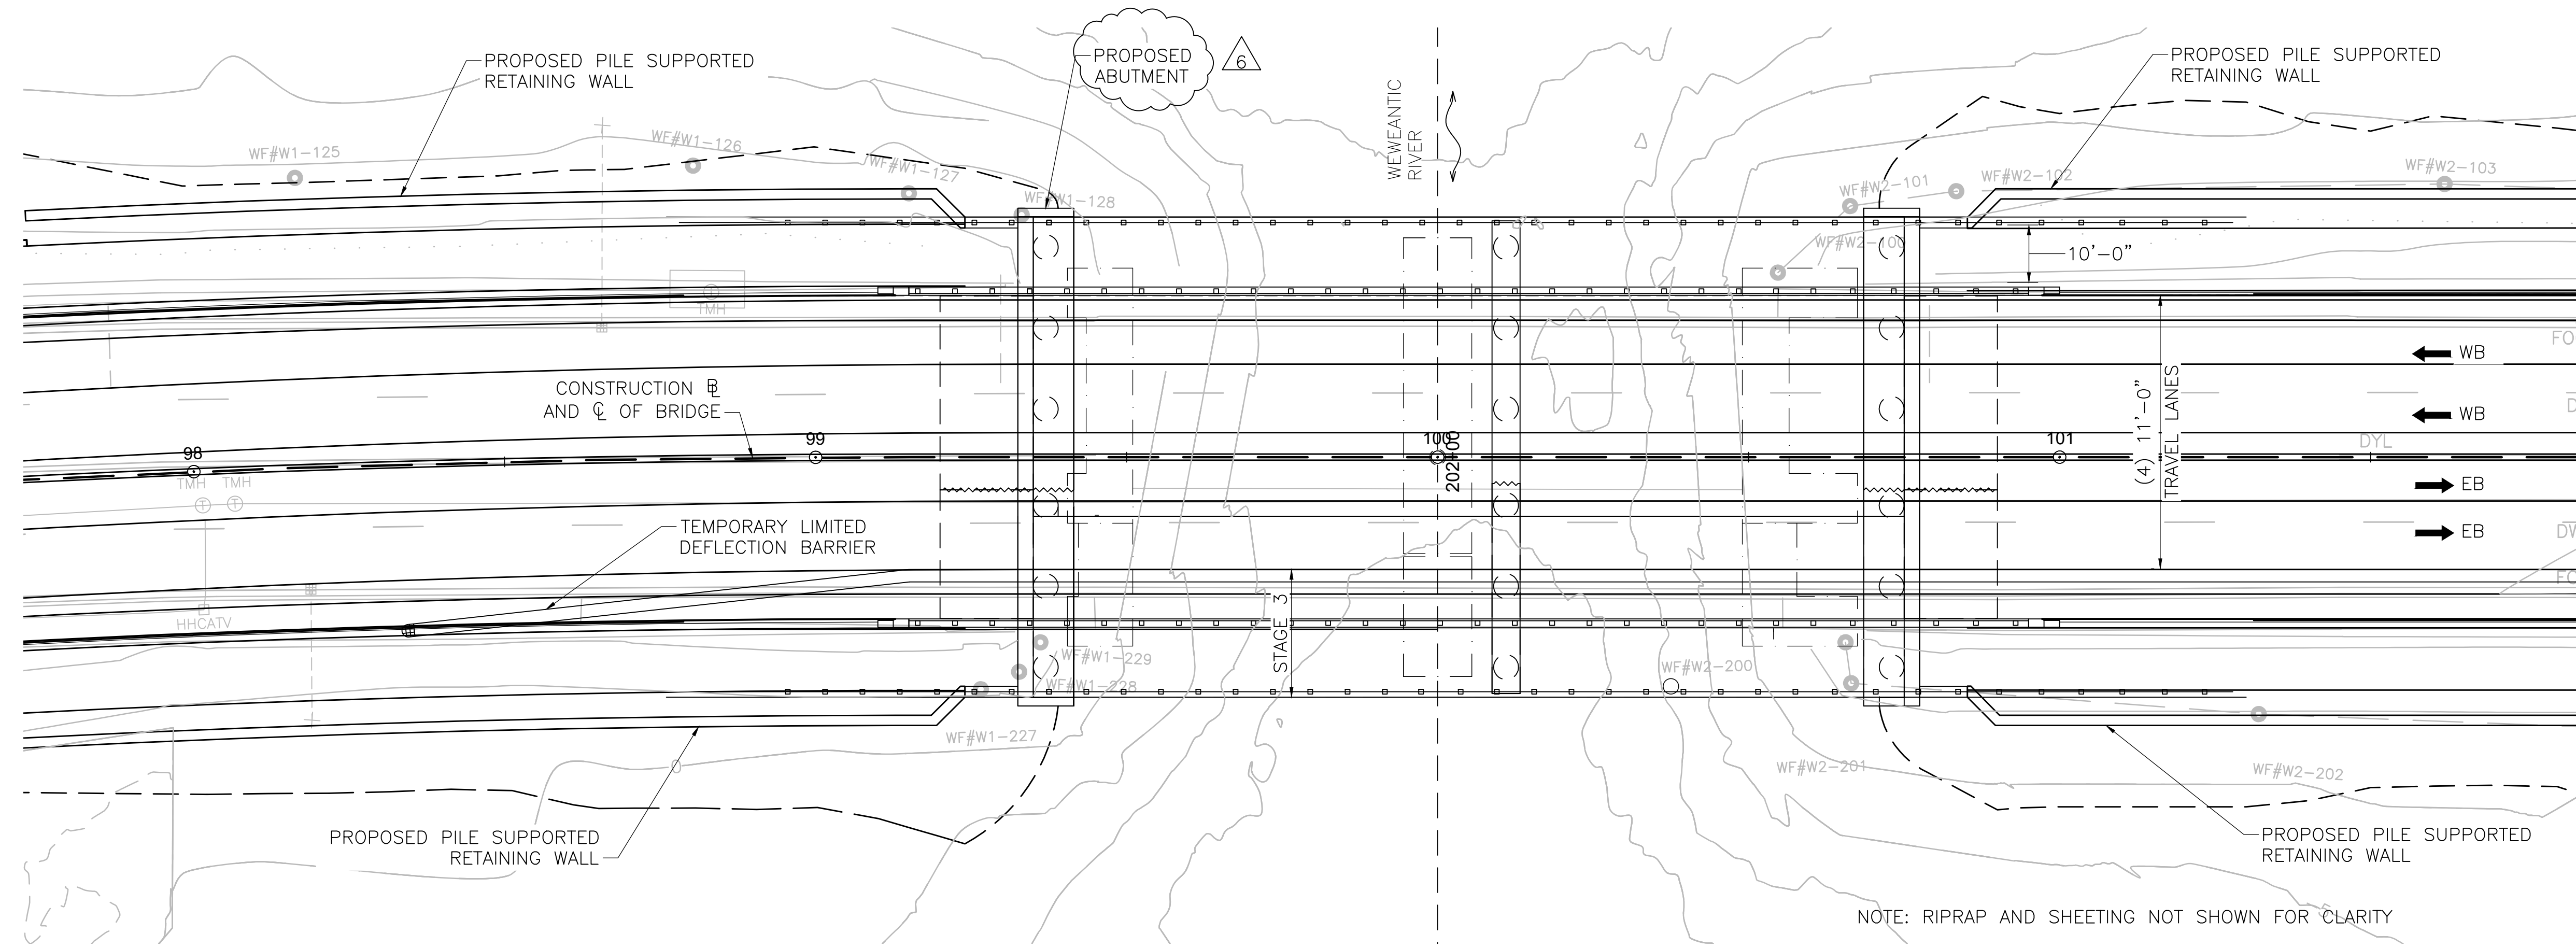 PROPOSED PILE SUPPORTED
RETAINING WALL
PROPOSED
ABUTMENT
6
WEWEANTIC
RIVER
PROPOSED PILE SUPPORTED
RETAINING WALL
WF#W1-125
WF#W1-126
WF#W1-127
WF#W1-128
WF#W2-101
WF#W2-102
WF#W2-103
WF#W2-100
10'-0"
TMH
CONSTRUCTION ⅊
AND ℄ OF BRIDGE
WB
WB
EB
EB
(4) 11'-0"
TRAVEL LANES
98
99
100
202+00
101
DYL
TMH
TMH
TEMPORARY LIMITED
DEFLECTION BARRIER
HHCATV
STAGE 3
WF#W1-229
WF#W1-228
WF#W2-200
WF#W1-227
WF#W2-201
WF#W2-202
0
PROPOSED PILE SUPPORTED
RETAINING WALL
PROPOSED PILE SUPPORTED
RETAINING WALL
NOTE: RIPRAP AND SHEETING NOT SHOWN FOR CLARITY